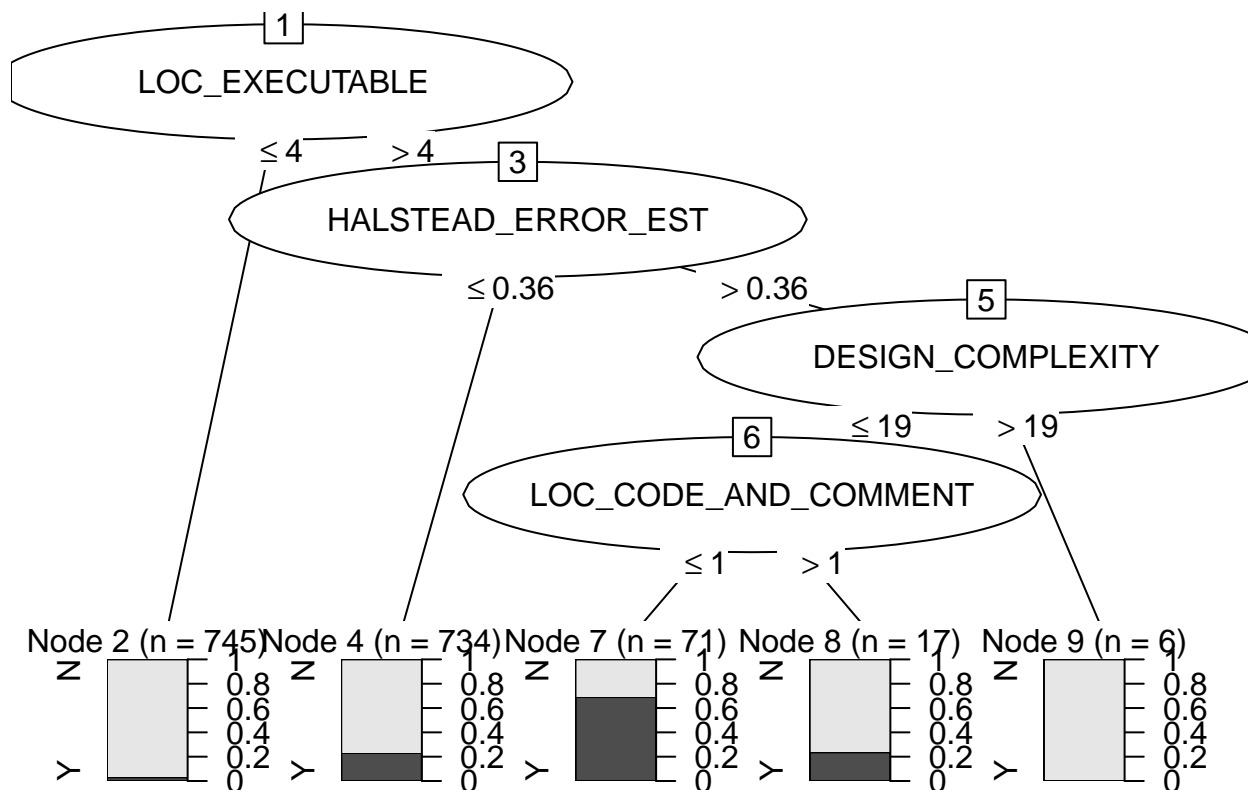 1
LOC_EXECUTABLE
≤ 4 > 4
3
HALSTEAD_ERROR_EST
≤ 0.36 > 0.36
5
DESIGN_COMPLEXITY
≤ 19 > 19
6
LOC_CODE_AND_COMMENT
≤ 1 > 1
Node 2 (n = 745) Node 4 (n = 734) Node 7 (n = 71) Node 8 (n = 17) Node 9 (n = 6)
N 1 N 1 N 1 N 1 N 1
0.8 0.8 0.8 0.8 0.8
0.6 0.6 0.6 0.6 0.6
0.4 0.4 0.4 0.4 0.4
0.2 0.2 0.2 0.2 0.2
Y 0 Y 0 Y 0 Y 0 Y 0